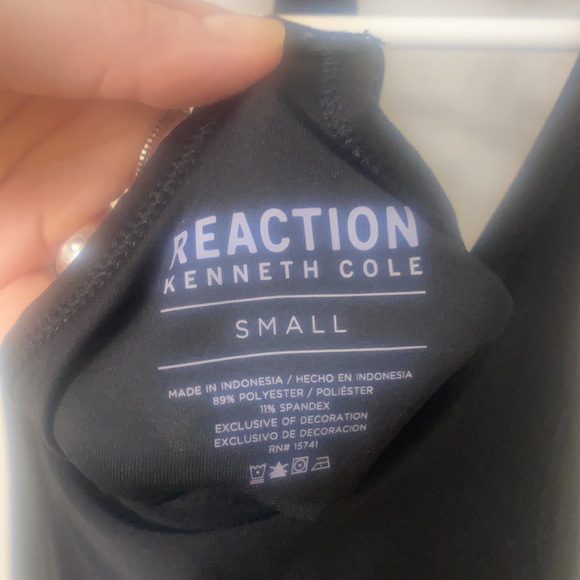 REACTION
KENNETH COLE
SMALL
MADE IN INDONESIA / HECHO EN INDONESIA
89% POLYESTER / POLIÉSTER
11% SPANDEX
EXCLUSIVE OF DECORATION
EXCLUSIVO DE DECORACIÓN
RN# 15741